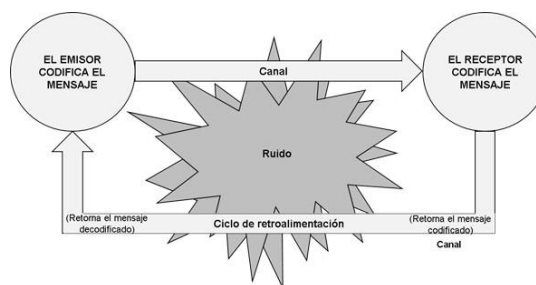 EL EMISOR
CODIFICA EL
MENSAJE
Canal
EL RECEPTOR
CODIFICA EL
MENSAJE
Ruido
(Retorna el mensaje
decodificado)
Ciclo de retroalimentación
(Retorna el mensaje
codificado)
Canal